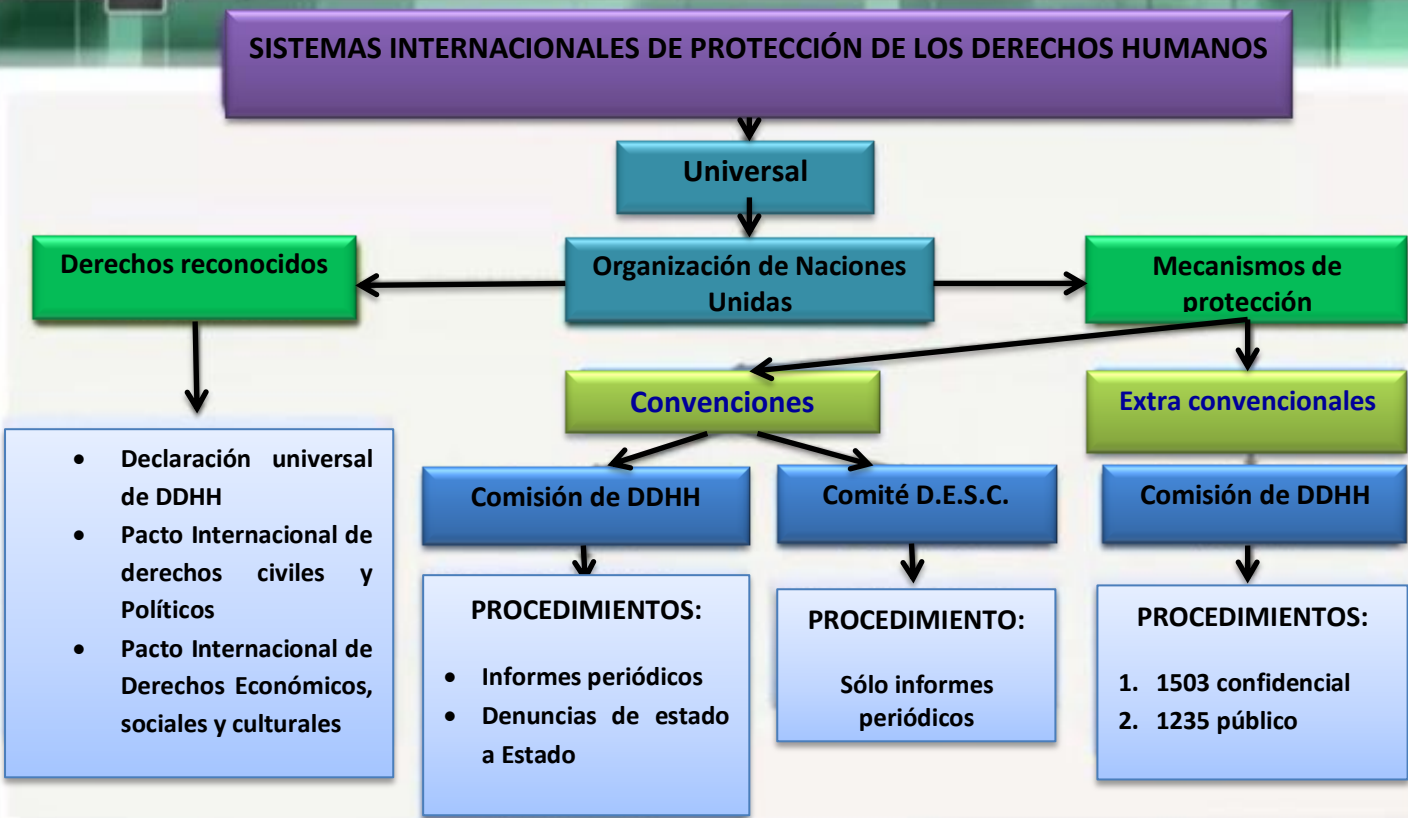 SISTEMAS INTERNACIONALES DE PROTECCIÓN DE LOS DERECHOS HUMANOS
Universal
Derechos reconocidos
Organización de Naciones
Unidas
Mecanismos de
protección
Convenciones
Extra convencionales
• Declaración universal
de DDHH
• Pacto Internacional de
derechos civiles y
Políticos
• Pacto Internacional de
Derechos Económicos,
sociales y culturales
Comisión de DDHH
Comité D.E.S.C.
Comisión de DDHH
PROCEDIMIENTOS:
• Informes periódicos
• Denuncias de estado
a Estado
PROCEDIMIENTO:
Sólo informes
periódicos
PROCEDIMIENTOS:
1. 1503 confidencial
2. 1235 público